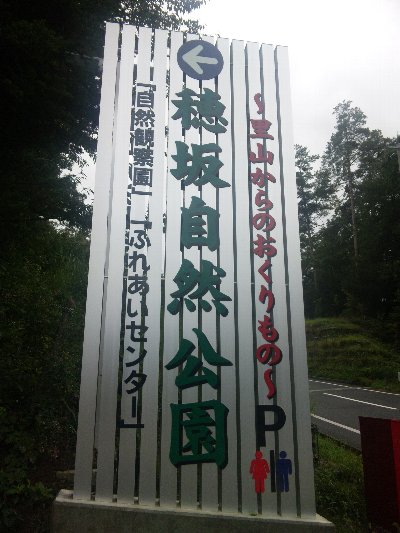 ～里山からのおくりもの～
P
穂坂自然公園
「自然観察園」「ふれあいセンター」